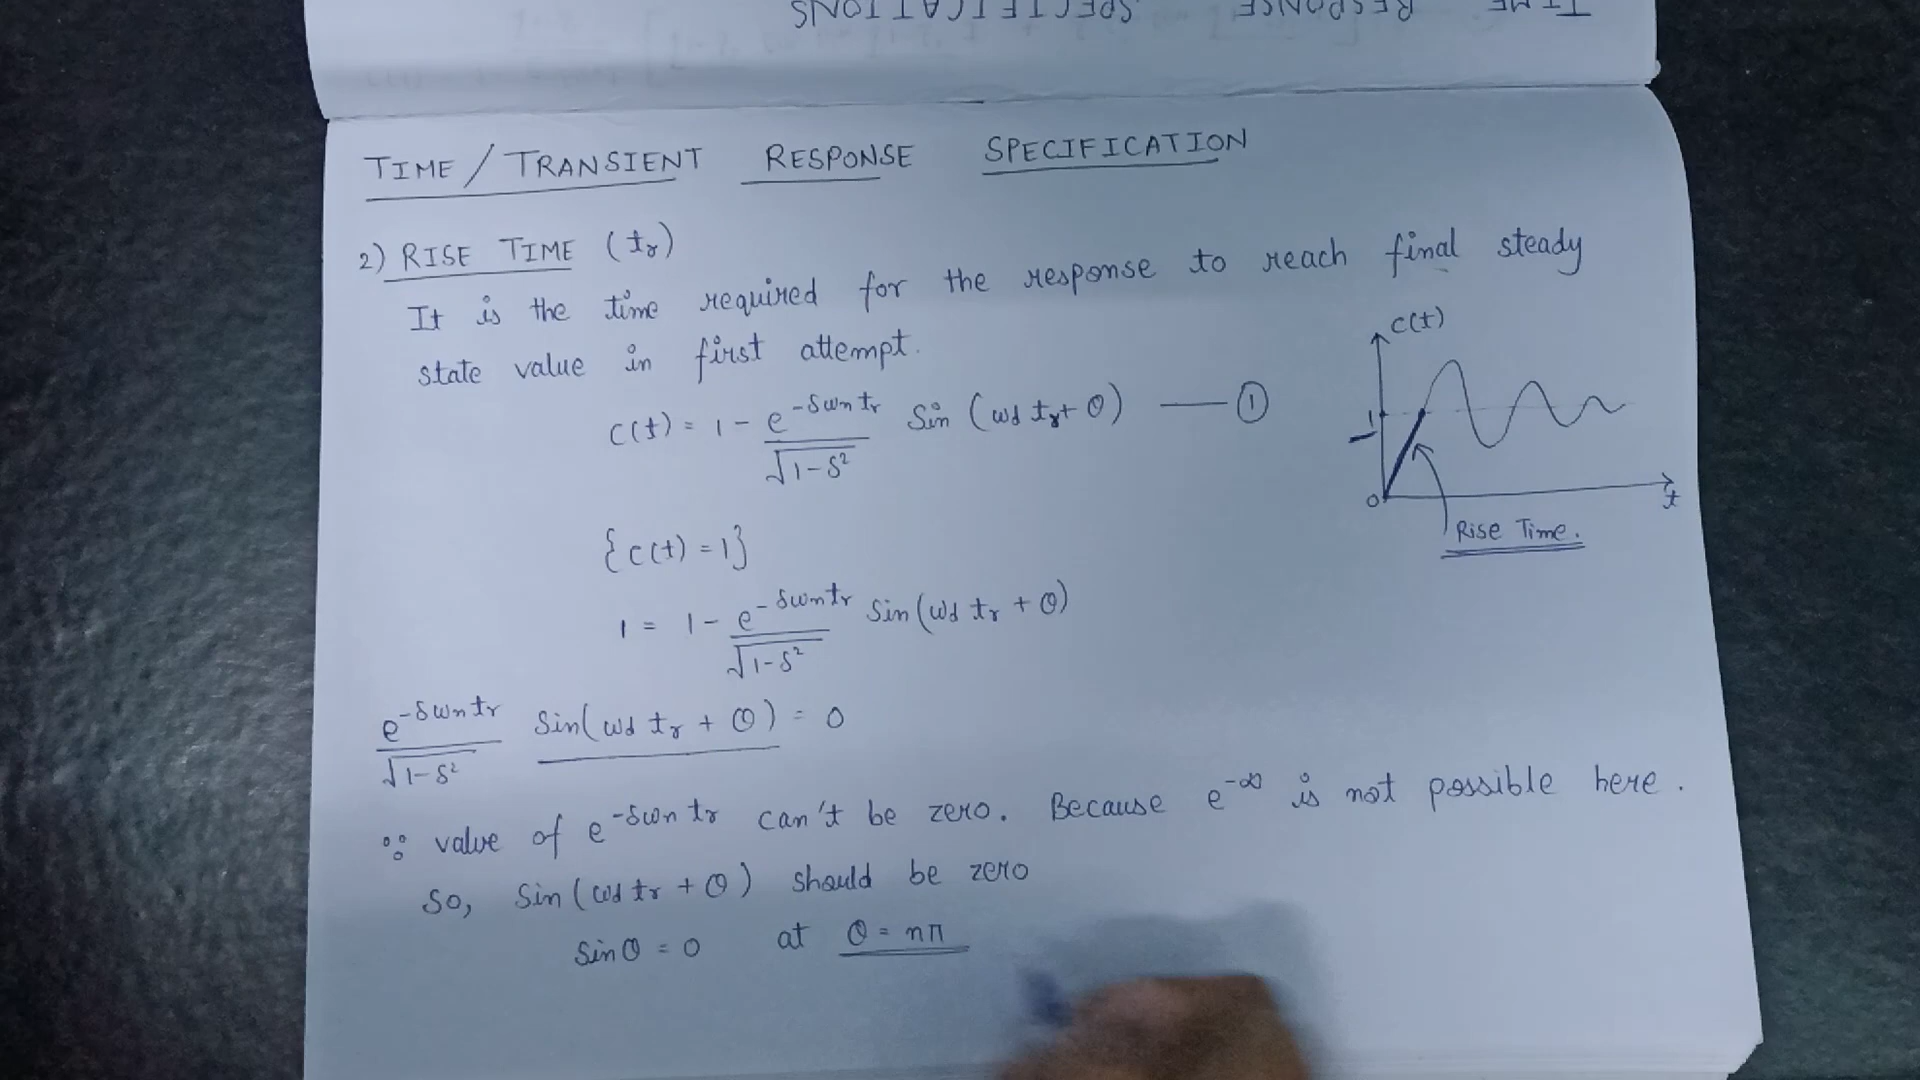 TIME RESPONSE SPECIFICATIONS
TIME / TRANSIENT RESPONSE SPECIFICATION
2) RISE TIME (tr)
It is the time required for the response to reach final steady
state value in first attempt.
c(t) = 1 - e^-δωn tr / √1-δ² Sin (ωd tr + θ) —— ①
{c(t) = 1}
1 = 1 - e^-δωn tr / √1-δ² Sin (ωd tr + θ)
e^-δωn tr / √1-δ² Sin(ωd tr + θ) = 0
∵ value of e^-δωn tr can't be zero. Because e^-∞ is not possible here.
So, Sin (ωd tr + θ) should be zero
Sin θ = 0 at θ = nπ
c(t)
1
0
t
Rise Time.